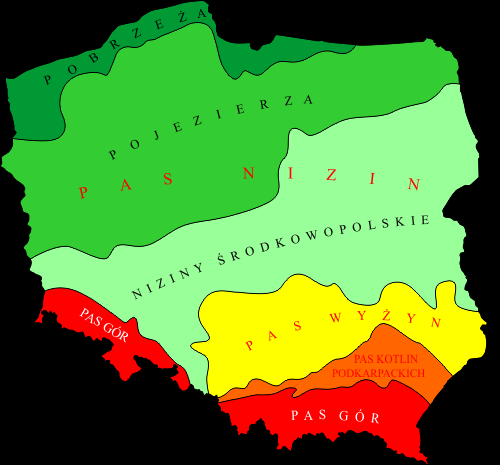 POBRZEŻA
POJEZIERZA
PAS NIZIN
NIZINY ŚRODKOWOPOLSKIE
PAS GÓR
PAS WYŻYN
PAS KOTLIN
PODKARPACKICH
PAS GÓR